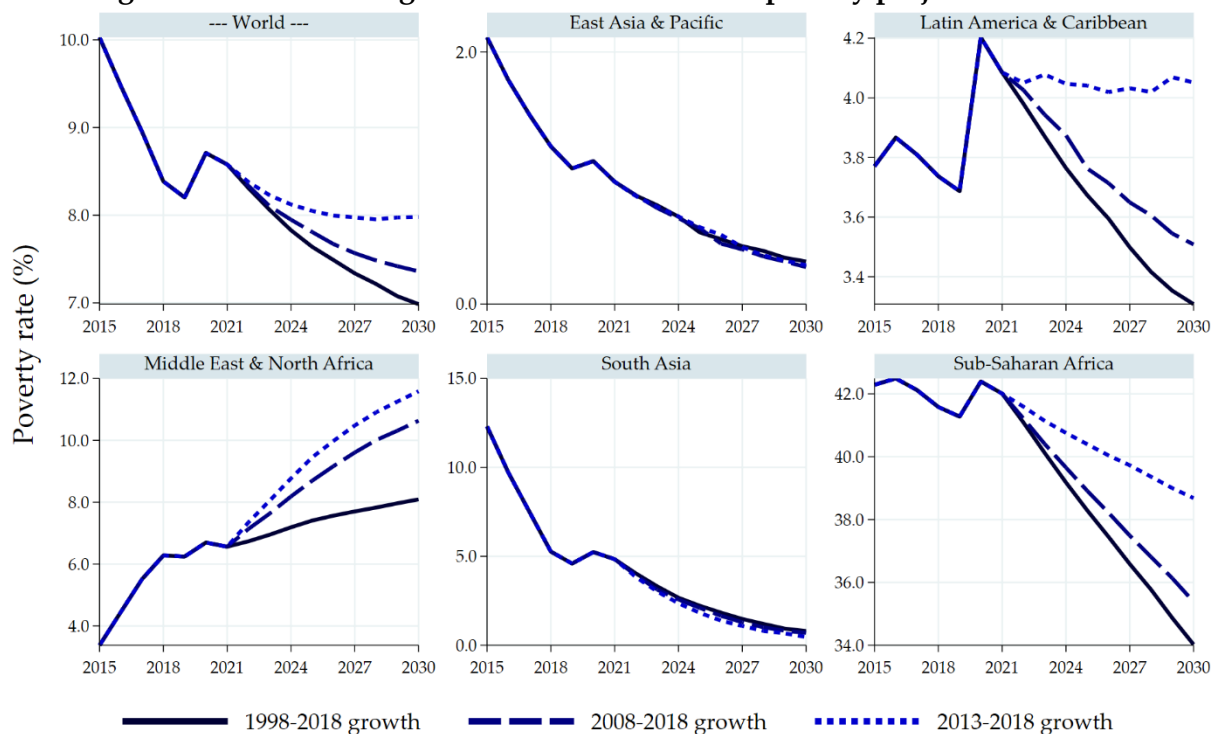 --- World ---
East Asia & Pacific
Latin America & Caribbean
10.0
9.0
8.0
7.0
2015 2018 2021 2024 2027 2030
2.0
0.0
2015 2018 2021 2024 2027 2030
4.2
4.0
3.8
3.6
3.4
2015 2018 2021 2024 2027 2030
Poverty rate (%)
Middle East & North Africa
South Asia
Sub-Saharan Africa
12.0
10.0
8.0
6.0
4.0
2015 2018 2021 2024 2027 2030
15.0
10.0
5.0
0.0
2015 2018 2021 2024 2027 2030
42.0
40.0
38.0
36.0
34.0
2015 2018 2021 2024 2027 2030
1998-2018 growth
2008-2018 growth
2013-2018 growth